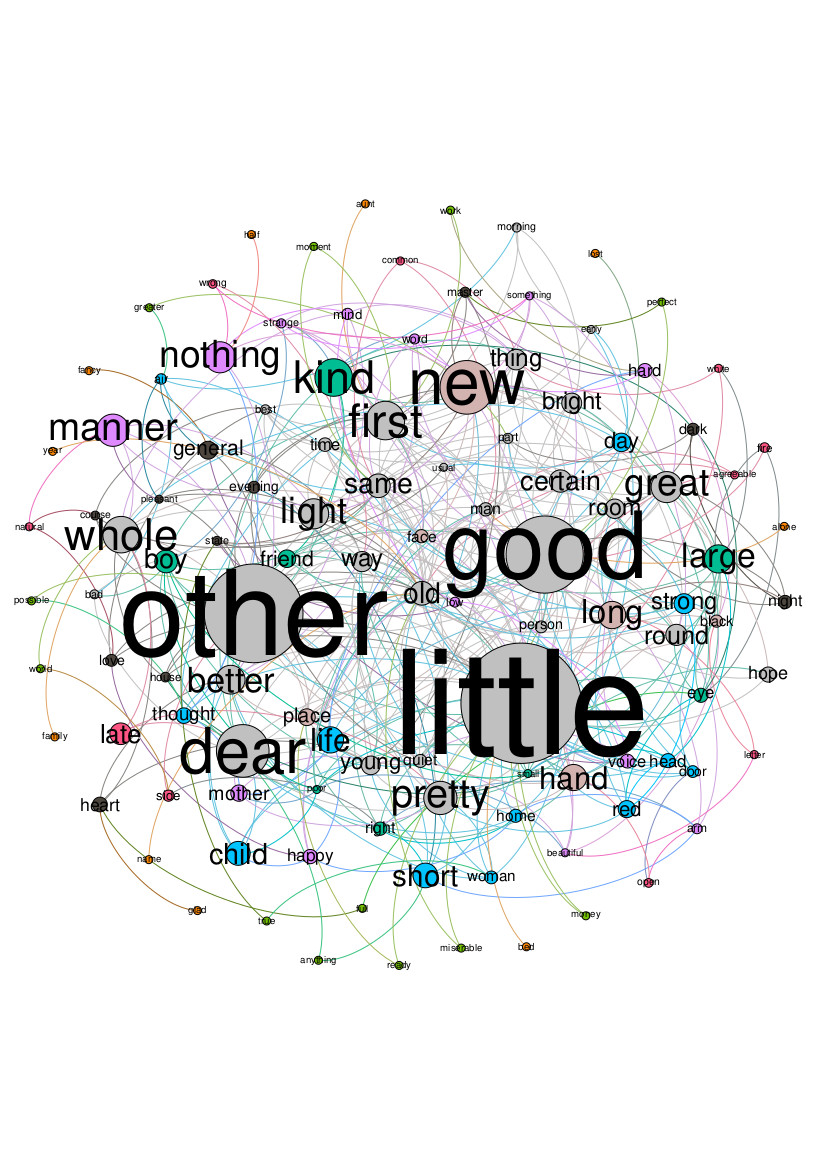 aunt
work
half
morning
moment
lost
common
wrong
master
something
greater
perfect
mind
strange
early
word
nothing
thing
fancy
white
hard
air
kind
new
bright
best
first
manner
dark
part
day
time
general
year
fire
usual
agreeable
same
certain
great
evening
pleasant
room
man
light
course
natural
alone
whole
face
state
good
friend
way
large
boy
possible
bad
old
low
strong
night
other
long
black
person
round
love
world
house
hope
better
eye
thought
place
little
late
life
family
dear
letter
young
quiet
voice
head
door
small
hand
poor
mother
side
pretty
heart
red
home
right
arm
beautiful
child
happy
name
short
woman
open
full
glad
money
true
miserable
bed
anything
ready